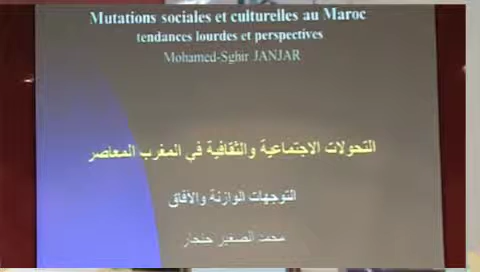 Mutations sociales et culturelles au Maroc
tendances lourdes et perspectives
Mohamed-Sghir JANJAR
التحولات الاجتماعية والثقافية في المغرب المعاصر
التوجهات الوازنة والآفاق
محمد الصغير جنجار